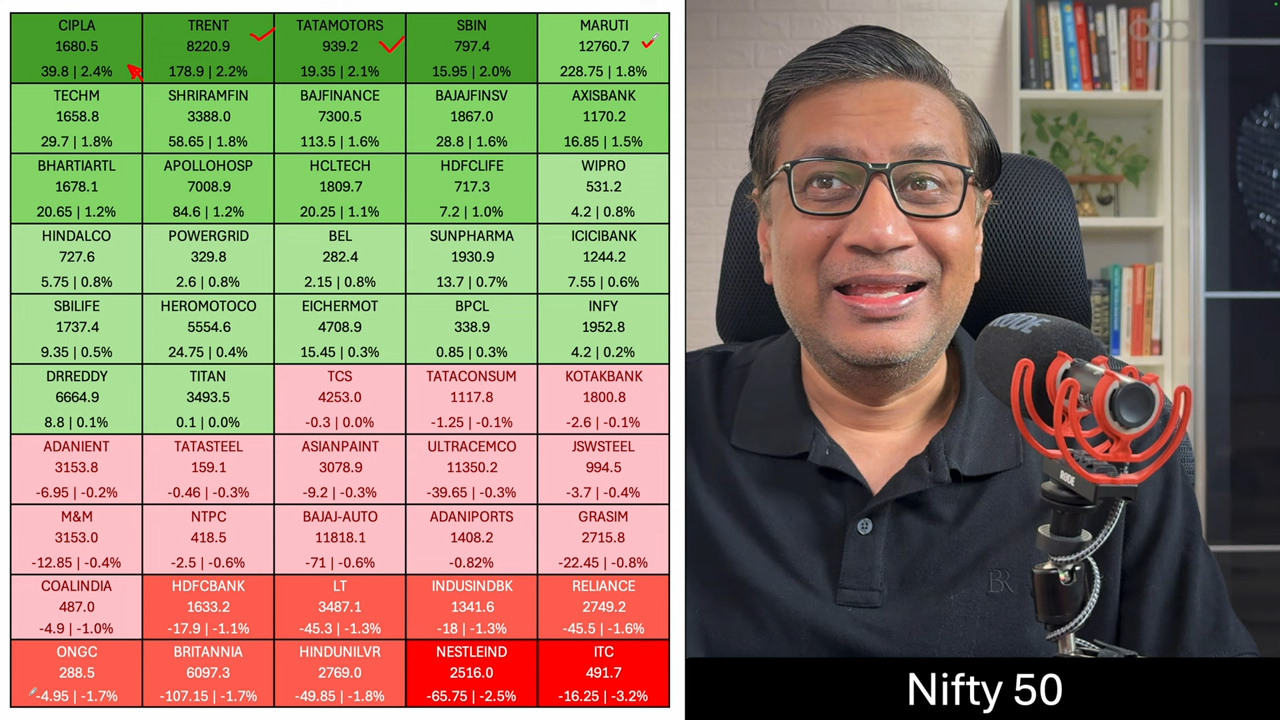 CIPLA
1680.5
39.8 | 2.4%
TRENT
8220.9
178.9 | 2.2%
TATAMOTORS
939.2
19.35 | 2.1%
SBIN
797.4
15.95 | 2.0%
MARUTI
12760.7
228.75 | 1.8%
TECHM
1658.8
29.7 | 1.8%
SHRIRAMFIN
3388.0
58.65 | 1.8%
BAJFINANCE
7300.5
113.5 | 1.6%
BAJAJFINSV
1867.0
28.8 | 1.6%
AXISBANK
1170.2
16.85 | 1.5%
BHARTIARTL
1678.1
20.65 | 1.2%
APOLLOHOSP
7008.9
84.6 | 1.2%
HCLTECH
1809.7
20.25 | 1.1%
HDFCLIFE
717.3
7.2 | 1.0%
WIPRO
531.2
4.2 | 0.8%
HINDALCO
727.6
5.75 | 0.8%
POWERGRID
329.8
2.6 | 0.8%
BEL
282.4
2.15 | 0.8%
SUNPHARMA
1930.9
13.7 | 0.7%
ICICIBANK
1244.2
7.55 | 0.6%
SBILIFE
1737.4
9.35 | 0.5%
HEROMOTOCO
5554.6
24.75 | 0.4%
EICHERMOT
4708.9
15.45 | 0.3%
BPCL
338.9
0.85 | 0.3%
INFY
1952.8
4.2 | 0.2%
DRREDDY
6664.9
8.8 | 0.1%
TITAN
3493.5
0.1 | 0.0%
TCS
4253.0
-0.3 | 0.0%
TATACONSUM
1117.8
-1.25 | -0.1%
KOTAKBANK
1800.8
-2.6 | -0.1%
ADANIENT
3153.8
-6.95 | -0.2%
TATASTEEL
159.1
-0.46 | -0.3%
ASIANPAINT
3078.9
-9.2 | -0.3%
ULTRACEMCO
11350.2
-39.65 | -0.3%
JSWSTEEL
994.5
-3.7 | -0.4%
M&M
3153.0
-12.85 | -0.4%
NTPC
418.5
-2.5 | -0.6%
BAJAJ-AUTO
11818.1
-71 | -0.6%
ADANIPORTS
1408.2
-0.82%
GRASIM
2715.8
-22.45 | -0.8%
COALINDIA
487.0
-4.9 | -1.0%
HDFCBANK
1633.2
-17.9 | -1.1%
LT
3487.1
-45.3 | -1.3%
INDUSINDBK
1341.6
-18 | -1.3%
RELIANCE
2749.2
-45.5 | -1.6%
ONGC
288.5
-4.95 | -1.7%
BRITANNIA
6097.3
-107.15 | -1.7%
HINDUNILVR
2769.0
-49.85 | -1.8%
NESTLEIND
2516.0
-65.75 | -2.5%
ITC
491.7
-16.25 | -3.2%
RODE
RODE
BR
Nifty 50